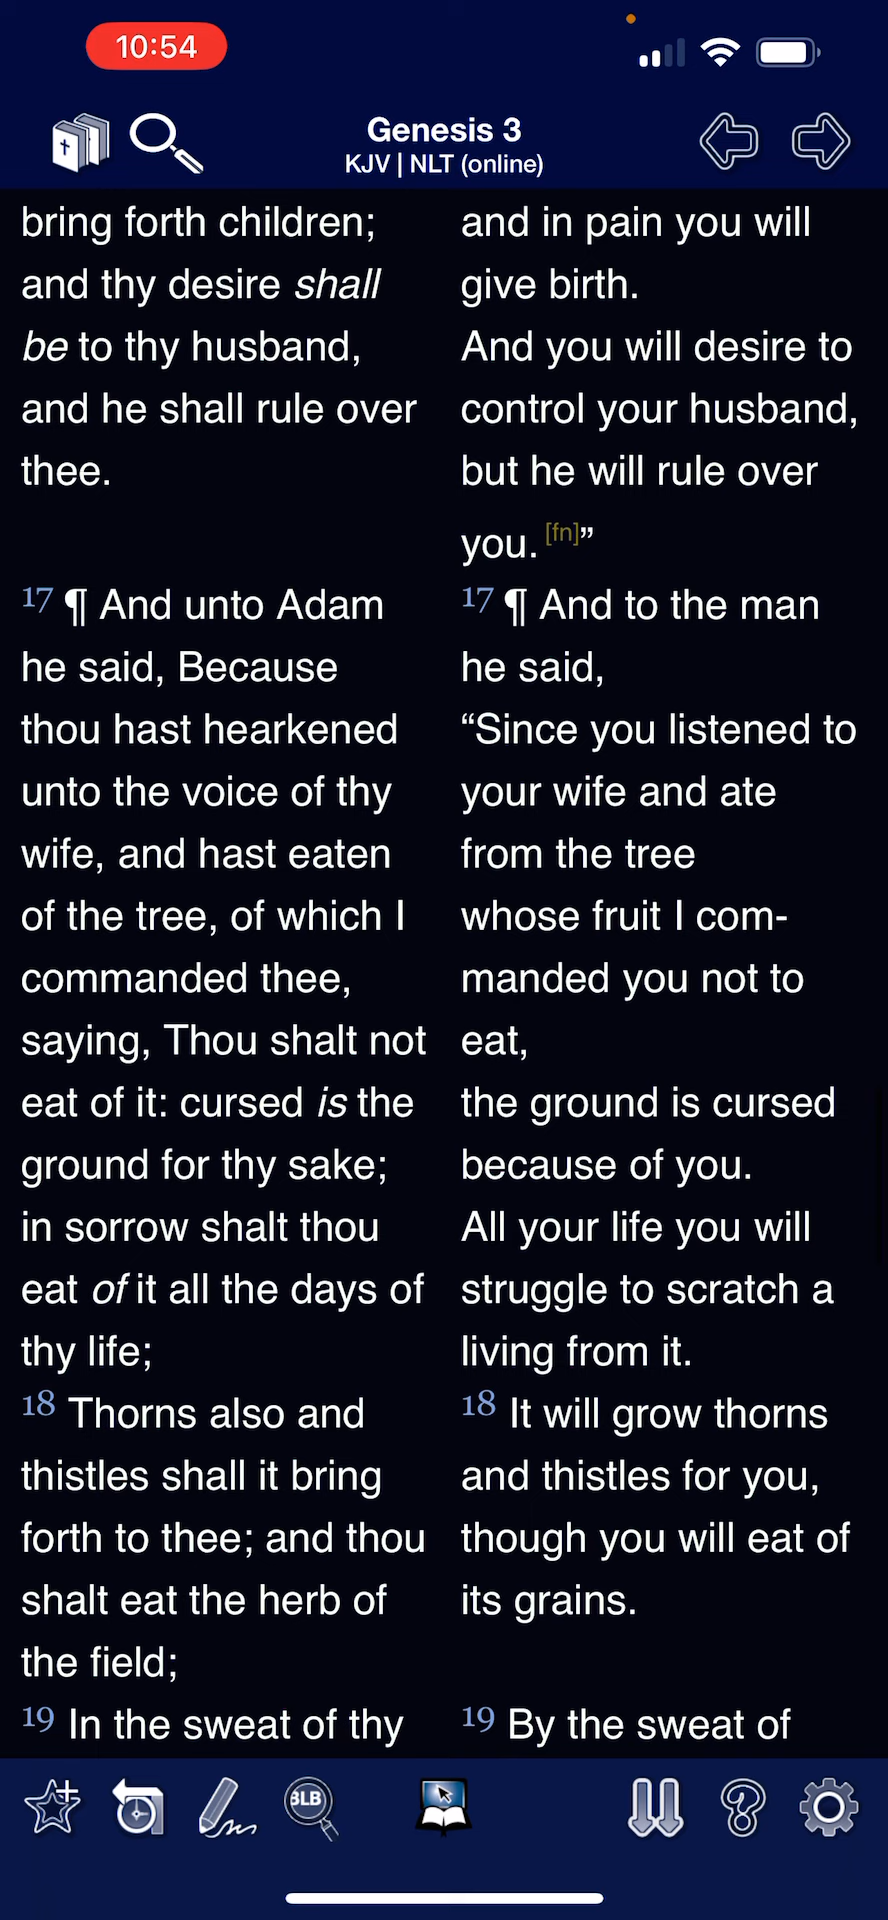 10:54
Genesis 3
KJV | NLT (online)
bring forth children;
and thy desire shall
be to thy husband,
and he shall rule over
thee.
17 ¶ And unto Adam
he said, Because
thou hast hearkened
unto the voice of thy
wife, and hast eaten
of the tree, of which I
commanded thee,
saying, Thou shalt not
eat of it: cursed is the
ground for thy sake;
in sorrow shalt thou
eat of it all the days of
thy life;
18 Thorns also and
thistles shall it bring
forth to thee; and thou
shalt eat the herb of
the field;
19 In the sweat of thy
and in pain you will
give birth.
And you will desire to
control your husband,
but he will rule over
you. [fn]”
17 ¶ And to the man
he said,
“Since you listened to
your wife and ate
from the tree
whose fruit I com-
manded you not to
eat,
the ground is cursed
because of you.
All your life you will
struggle to scratch a
living from it.
18 It will grow thorns
and thistles for you,
though you will eat of
its grains.
19 By the sweat of
BLB